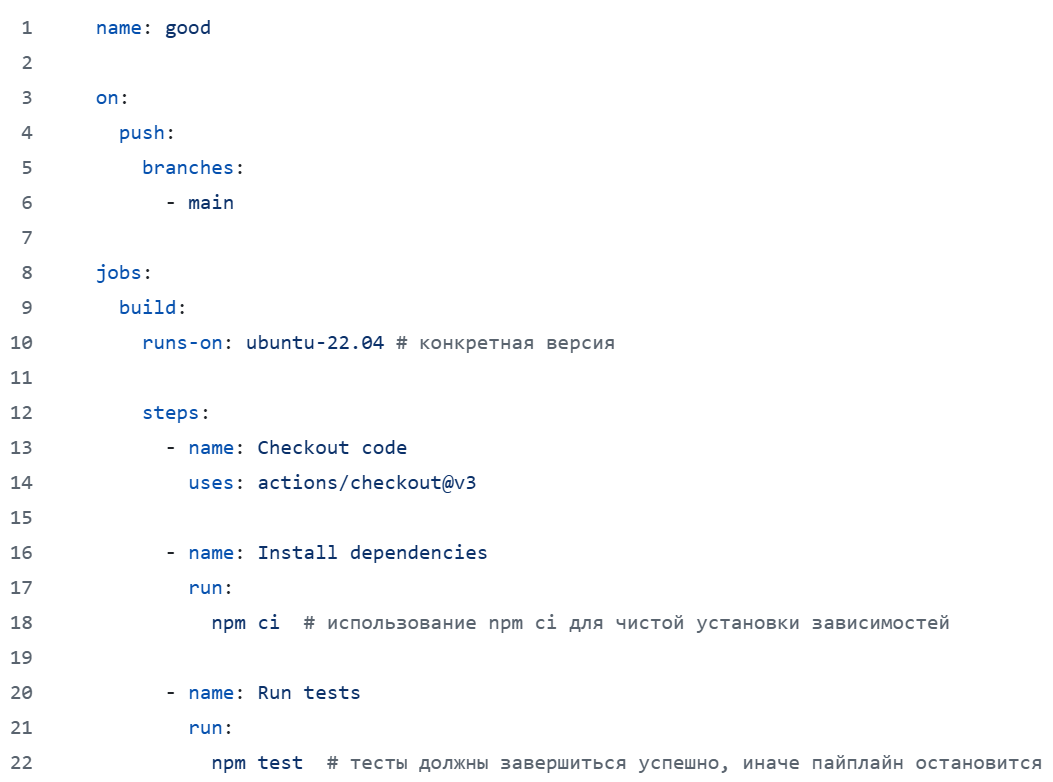 1 name: good
2
3 on:
4   push:
5     branches:
6       - main
7
8 jobs:
9   build:
10     runs-on: ubuntu-22.04 # конкретная версия
11
12     steps:
13       - name: Checkout code
14         uses: actions/checkout@v3
15
16       - name: Install dependencies
17         run:
18           npm ci  # использование npm ci для чистой установки зависимостей
19
20       - name: Run tests
21         run:
22           npm test  # тесты должны завершиться успешно, иначе пайплайн остановится